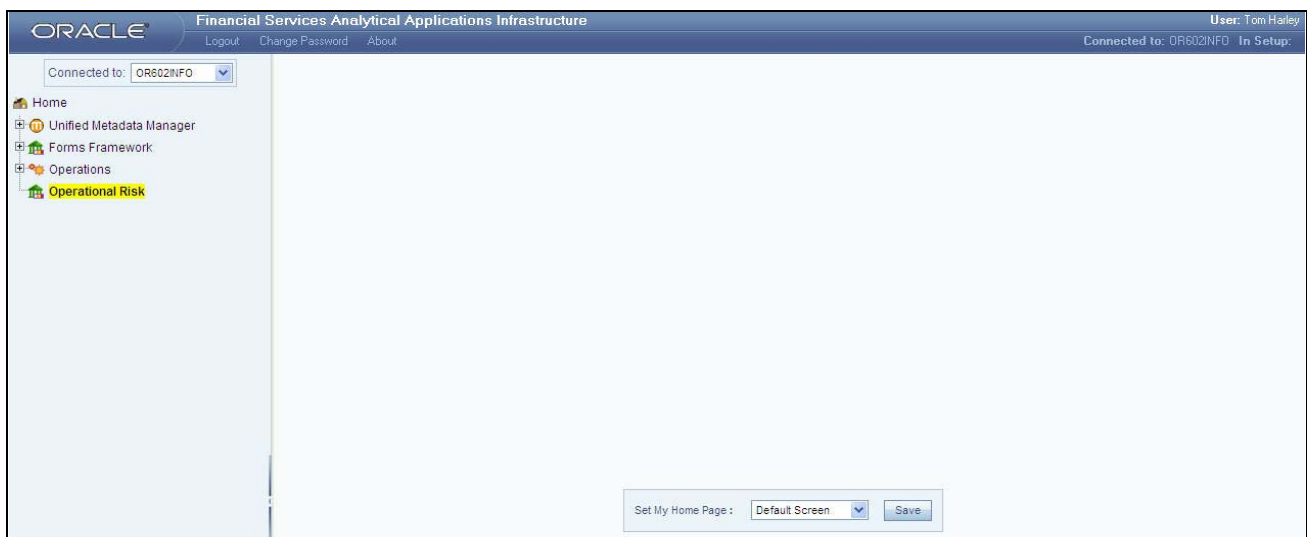 ORACLE
Financial Services Analytical Applications Infrastructure
User: Tom Harley
Logout Change Password About
Connected to: OR602INFO In Setup:
Connected to: OR602INFO
Home
Unified Metadata Manager
Forms Framework
Operations
Operational Risk
Set My Home Page : Default Screen Save